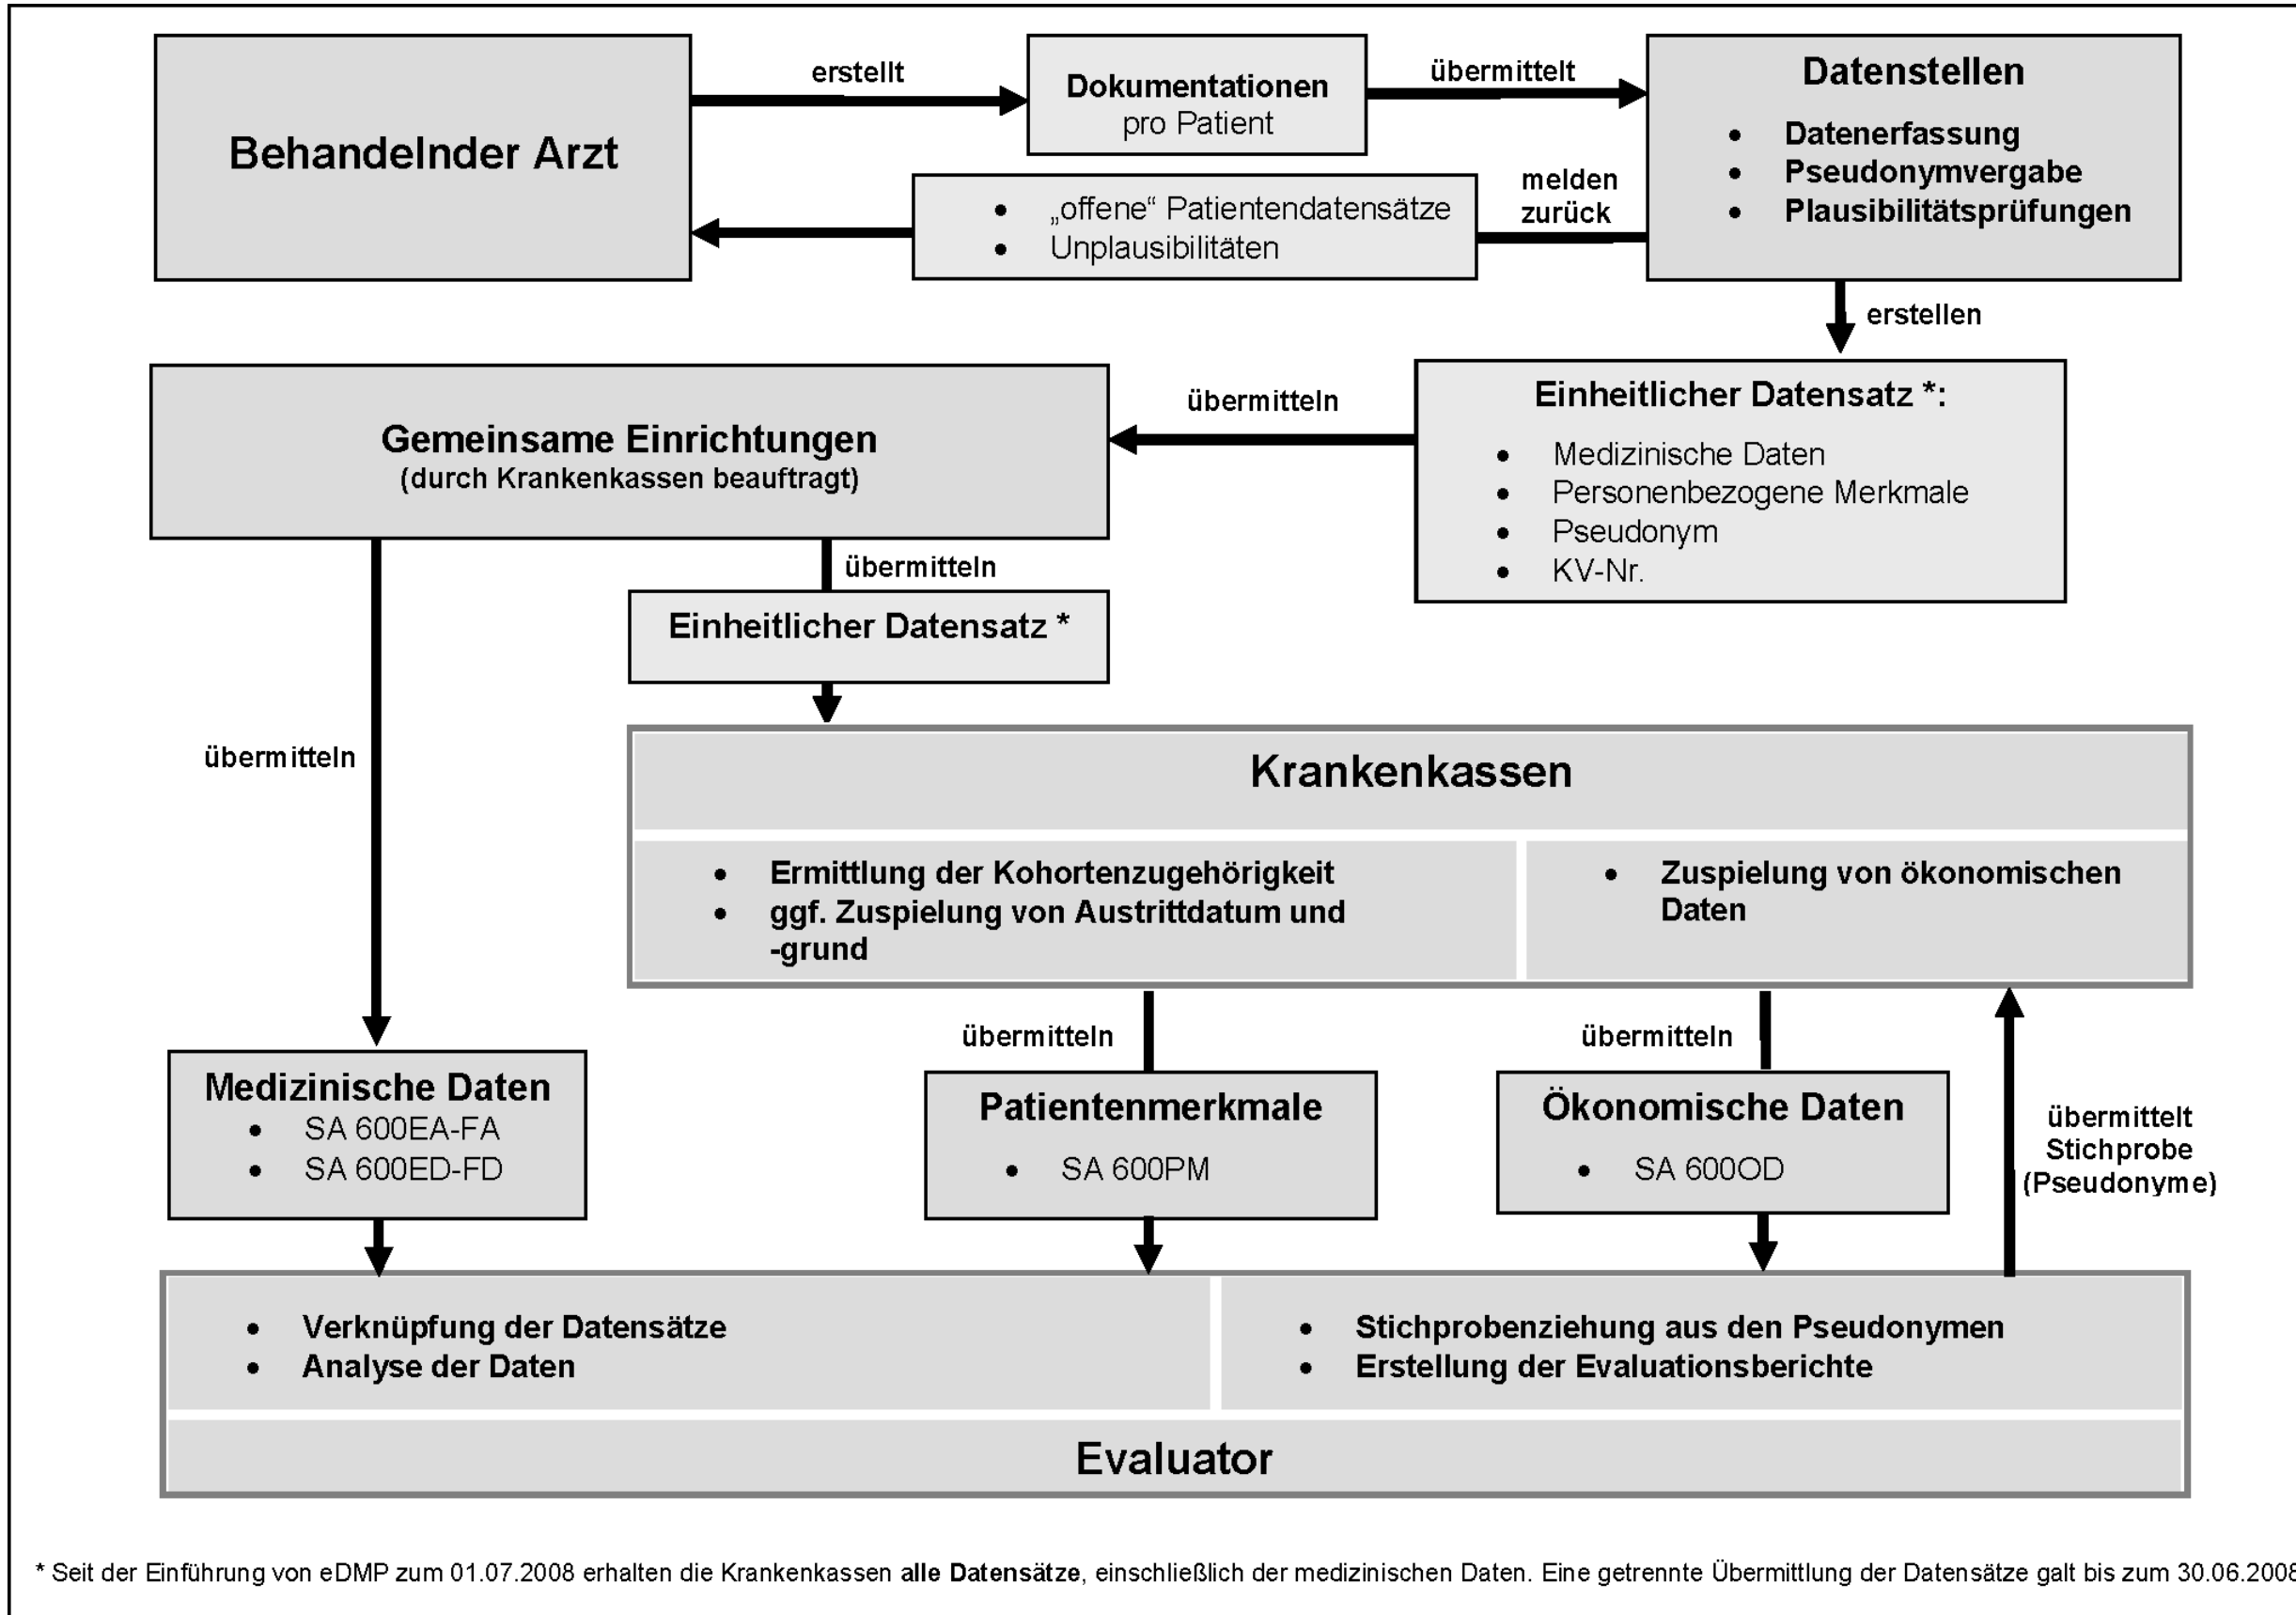 Behandelnder Arzt
erstellt
Dokumentationen
pro Patient
übermittelt
Datenstellen
• Datenerfassung
• Pseudonymvergabe
• Plausibilitätsprüfungen
melden
zurück
• „offene“ Patientendatensätze
• Unplausibilitäten
erstellen
Einheitlicher Datensatz *:
• Medizinische Daten
• Personenbezogene Merkmale
• Pseudonym
• KV-Nr.
übermitteln
Gemeinsame Einrichtungen
(durch Krankenkassen beauftragt)
übermitteln
Einheitlicher Datensatz *
übermitteln
Krankenkassen
• Ermittlung der Kohortenzugehörigkeit
• ggf. Zuspielung von Austrittdatum und
-grund
• Zuspielung von ökonomischen
Daten
übermitteln
übermitteln
Medizinische Daten
• SA 600EA-FA
• SA 600ED-FD
Patientenmerkmale
• SA 600PM
Ökonomische Daten
• SA 600OD
übermittelt
Stichprobe
(Pseudonyme)
• Verknüpfung der Datensätze
• Analyse der Daten
• Stichprobenziehung aus den Pseudonymen
• Erstellung der Evaluationsberichte
Evaluator
* Seit der Einführung von eDMP zum 01.07.2008 erhalten die Krankenkassen alle Datensätze, einschließlich der medizinischen Daten. Eine getrennte Übermittlung der Datensätze galt bis zum 30.06.2008